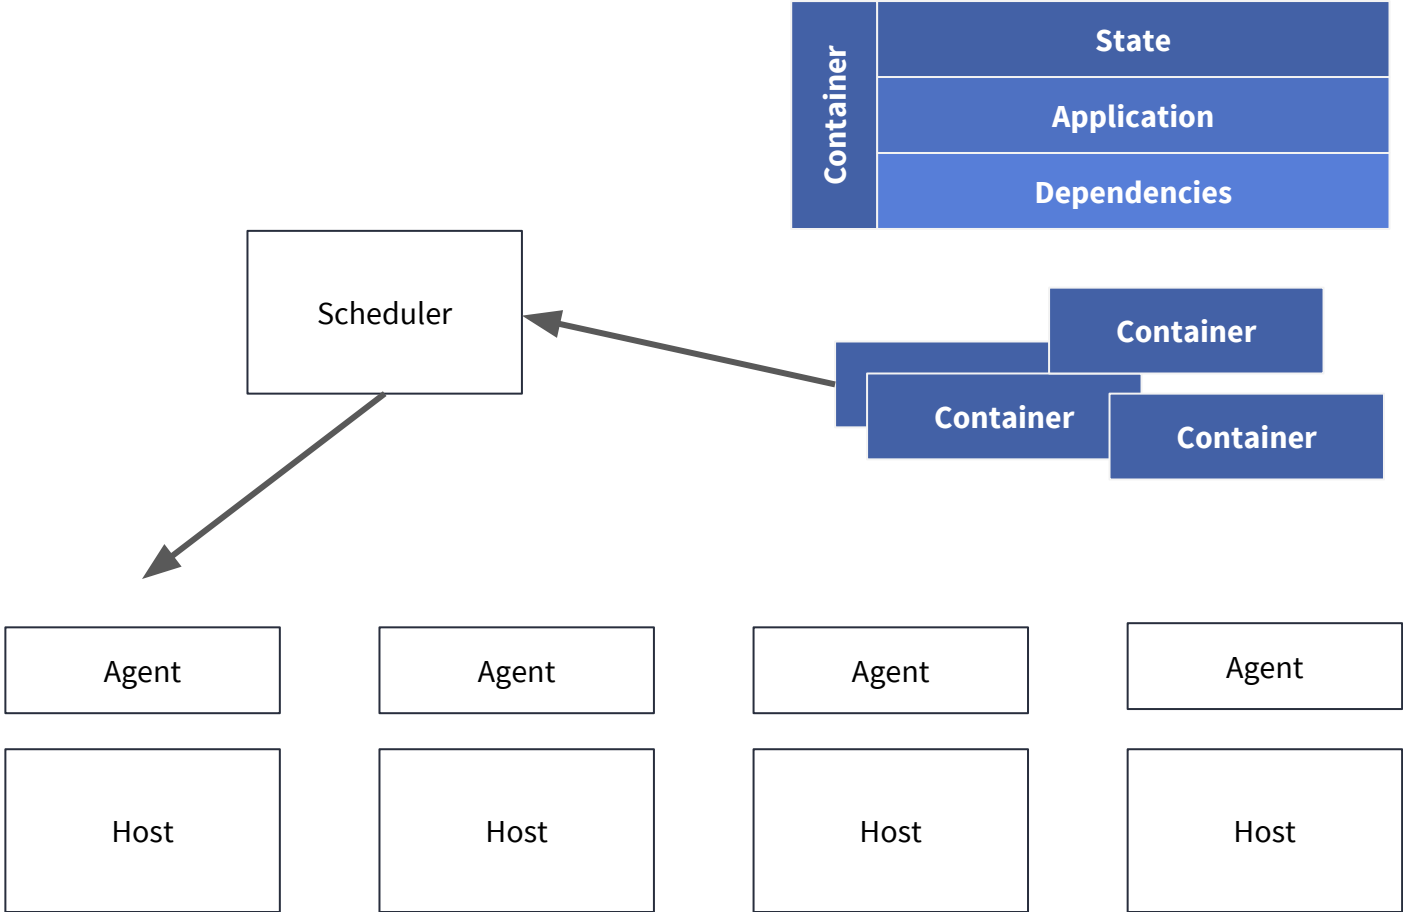 Container
State
Application
Dependencies
Scheduler
Container
Container
Container
Agent
Agent
Agent
Agent
Host
Host
Host
Host